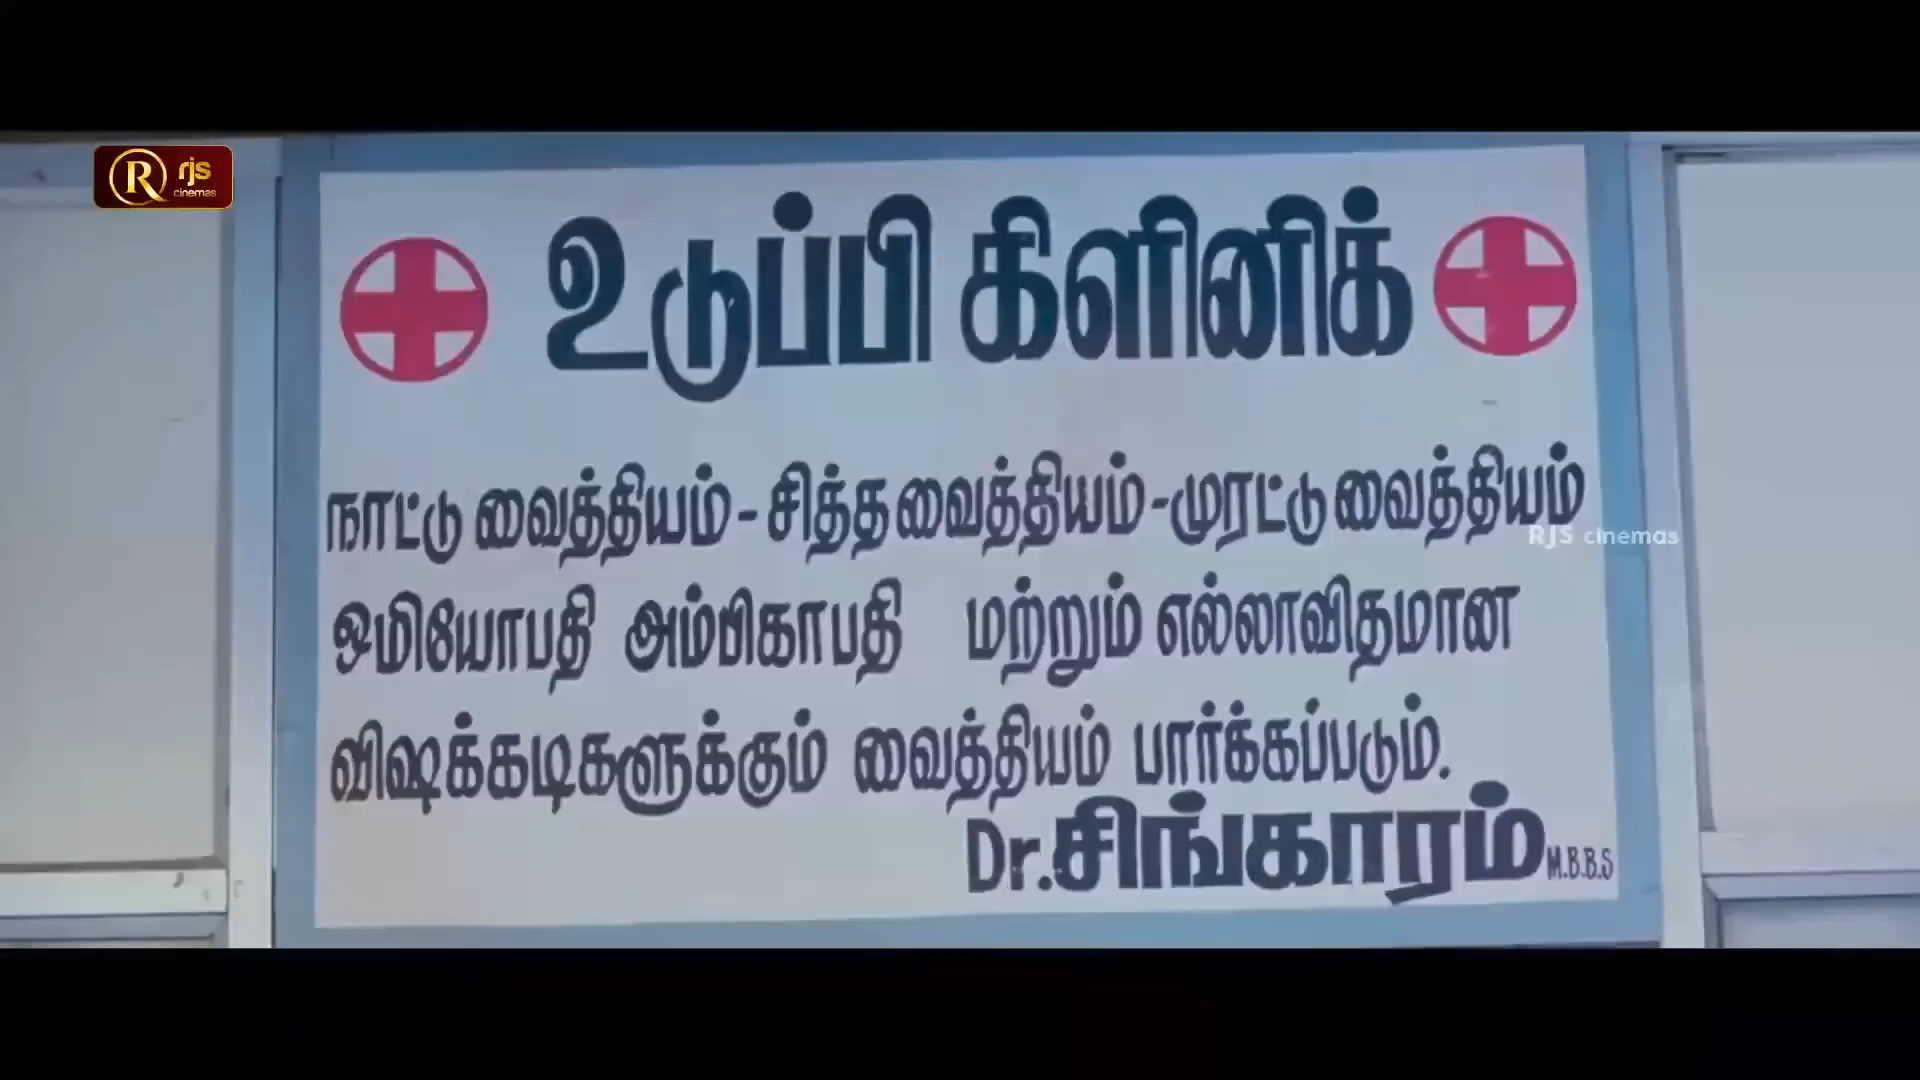 R rjs
cinemas
உடுப்பி கிளினிக்
நாட்டு வைத்தியம் - சித்த வைத்தியம் - முரட்டு வைத்தியம்
RJS cinemas
ஒமியோபதி அம்பிகாபதி மற்றும் எல்லாவிதமான
விஷக்கடிகளுக்கும் வைத்தியம் பார்க்கப்படும்.
Dr.சிங்காரம் M.B.B.S